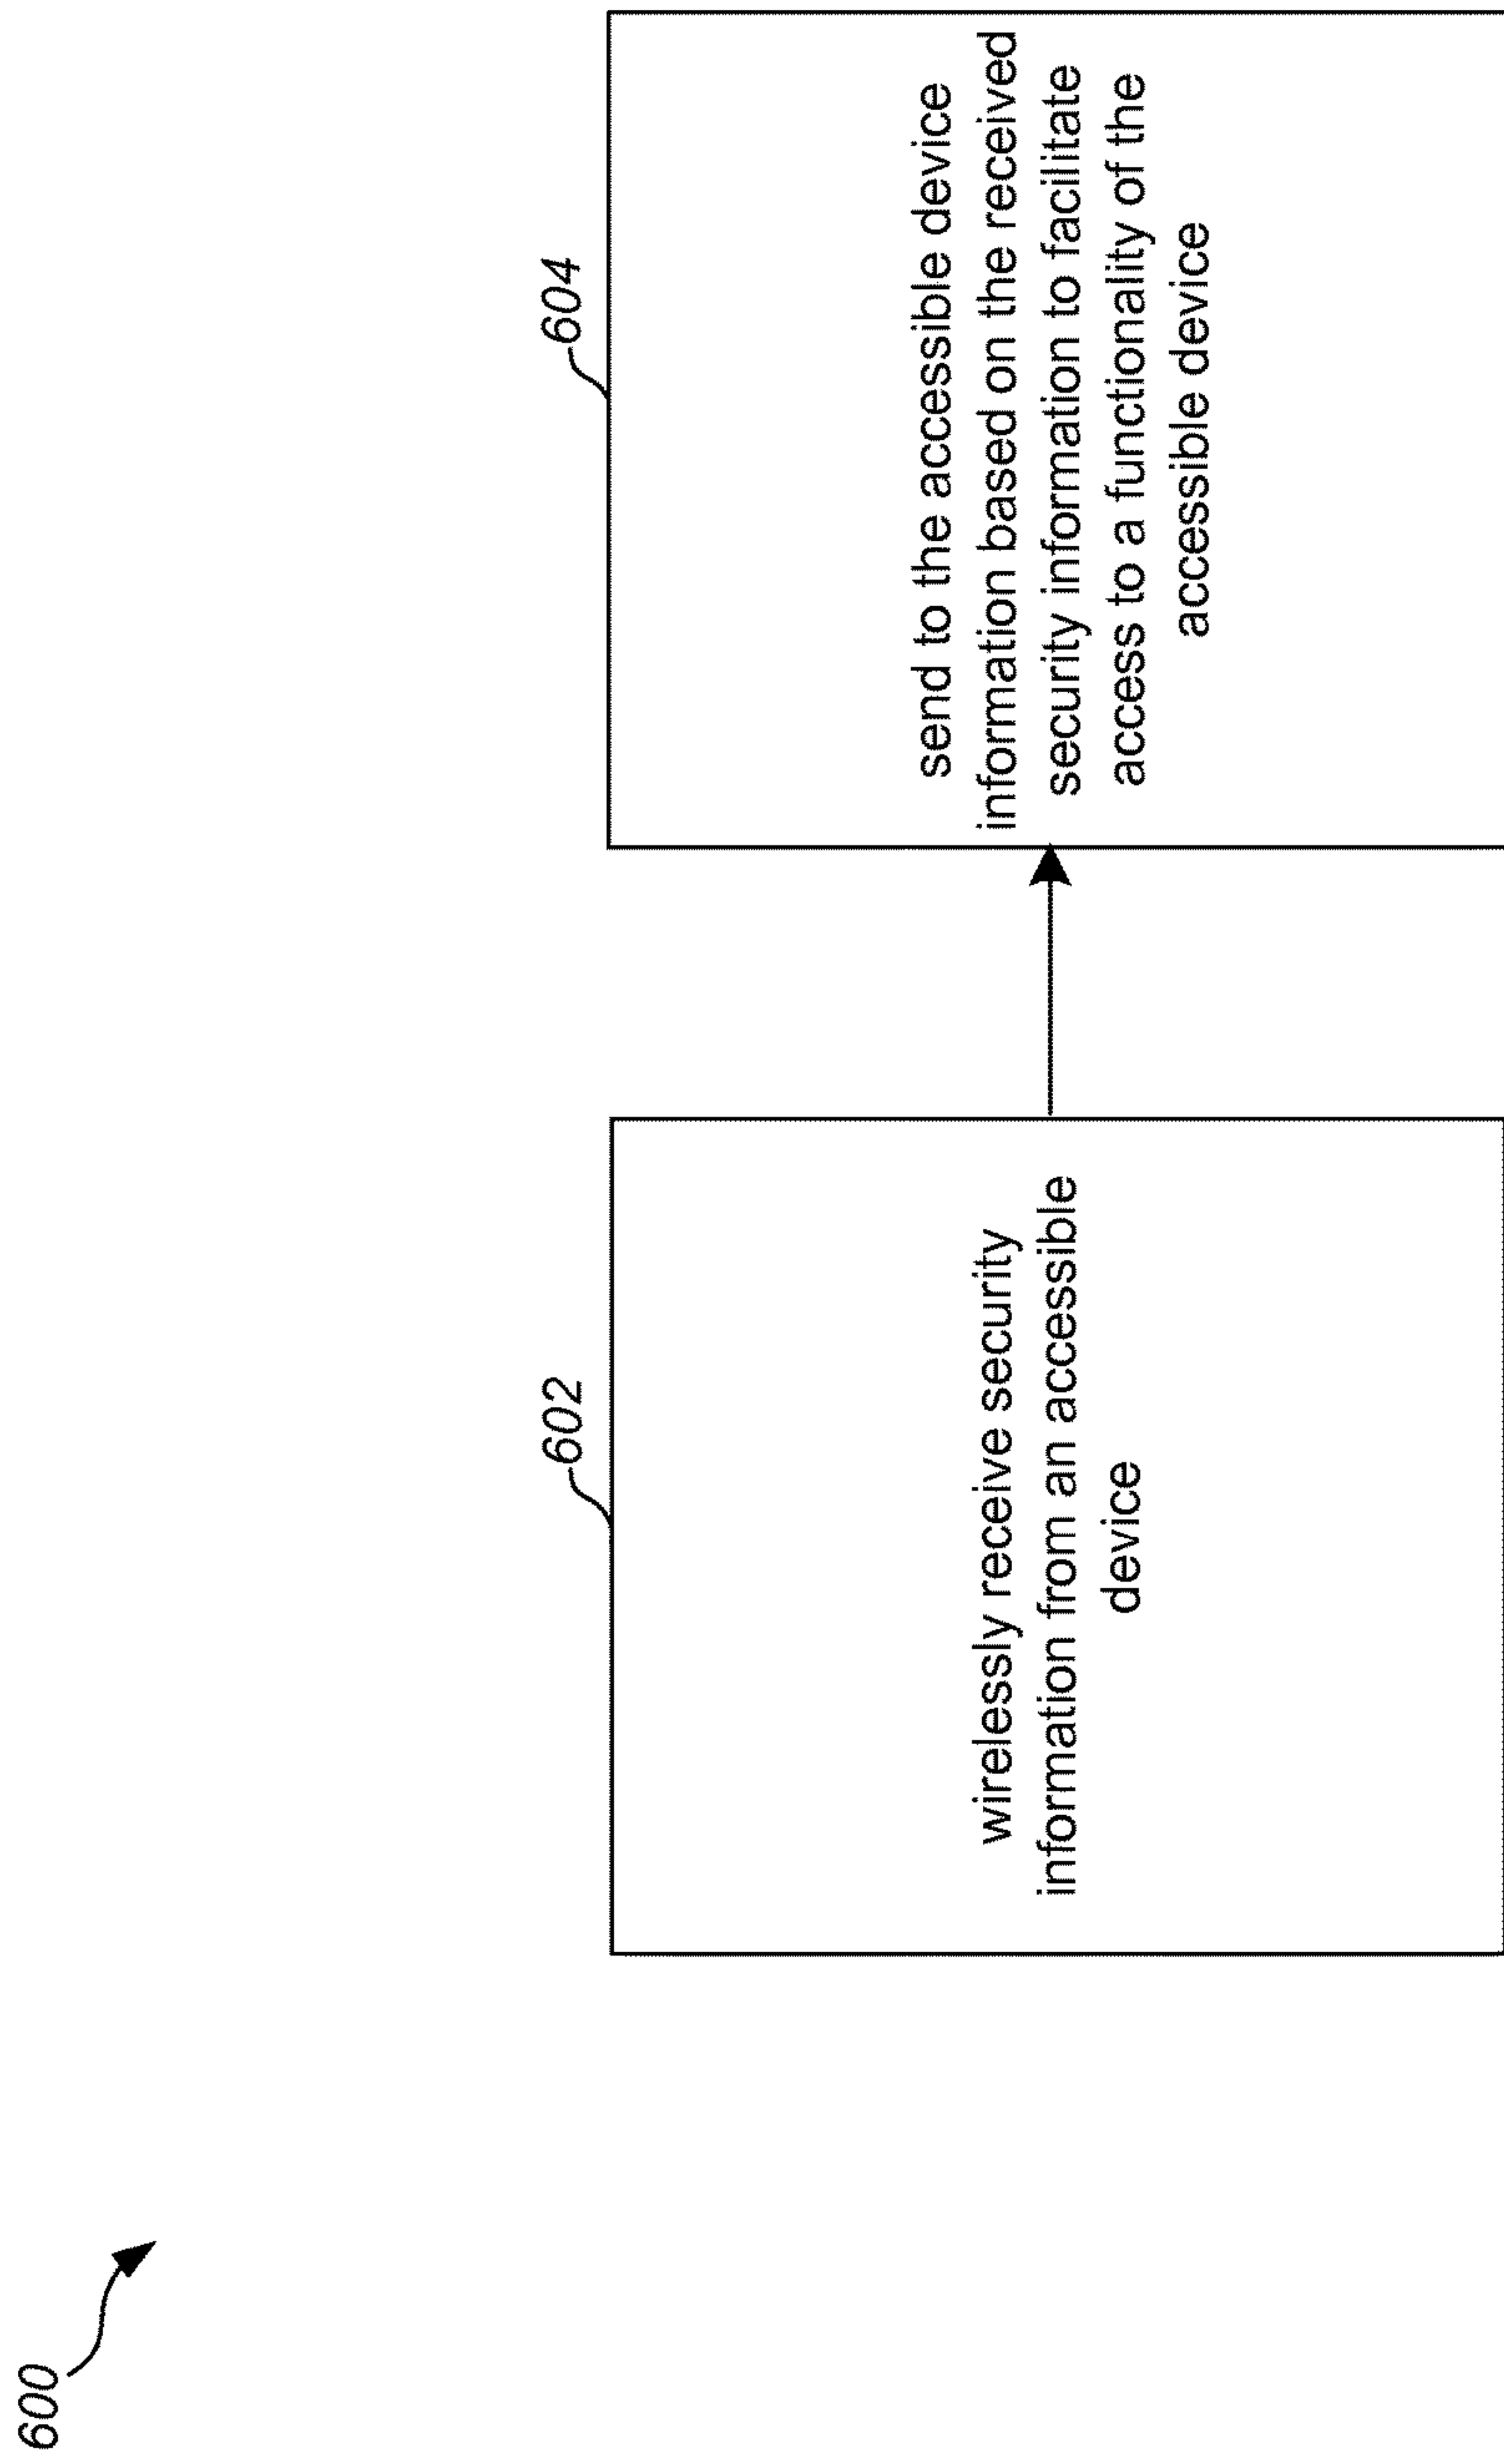 600
602
wirelessly receive security
information from an accessible
device
604
send to the accessible device
information based on the received
security information to facilitate
access to a functionality of the
accessible device